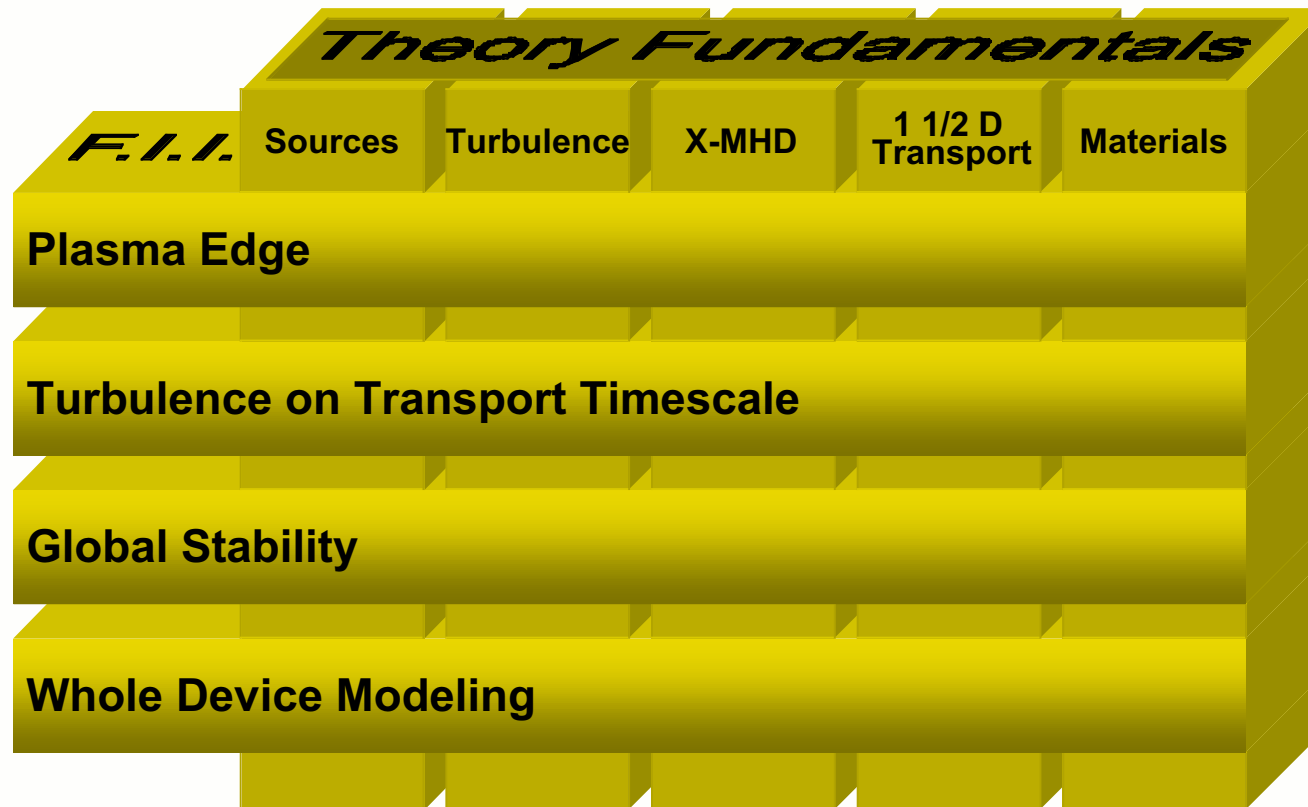 Theory Fundamentals
F.I.I.
Sources
Turbulence
X-MHD
1 1/2 D
Transport
Materials
Plasma Edge
Turbulence on Transport Timescale
Global Stability
Whole Device Modeling